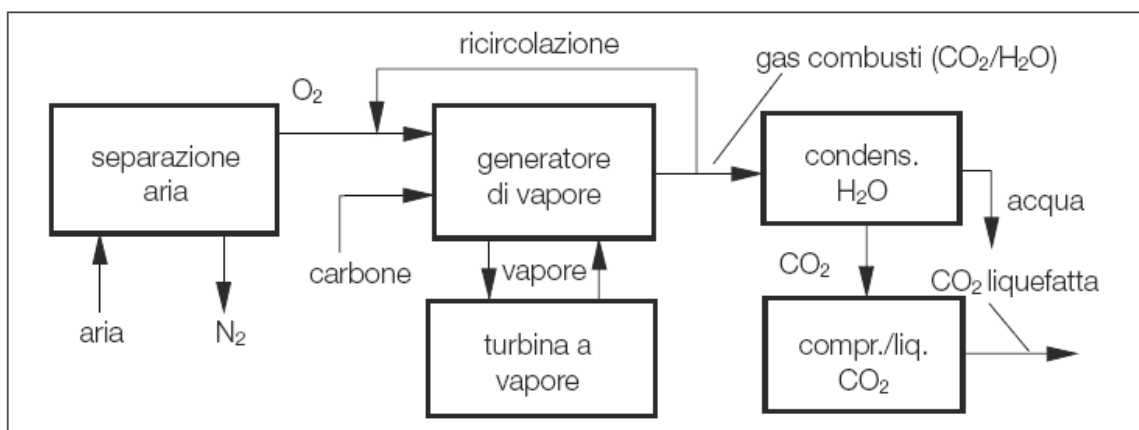 ricircolazione
gas combusti (CO₂/H₂O)
O₂
separazione
aria
generatore
di vapore
condens.
H₂O
acqua
carbone
vapore
CO₂
CO₂ liquefatta
aria
N₂
turbina a
vapore
compr./liq.
CO₂